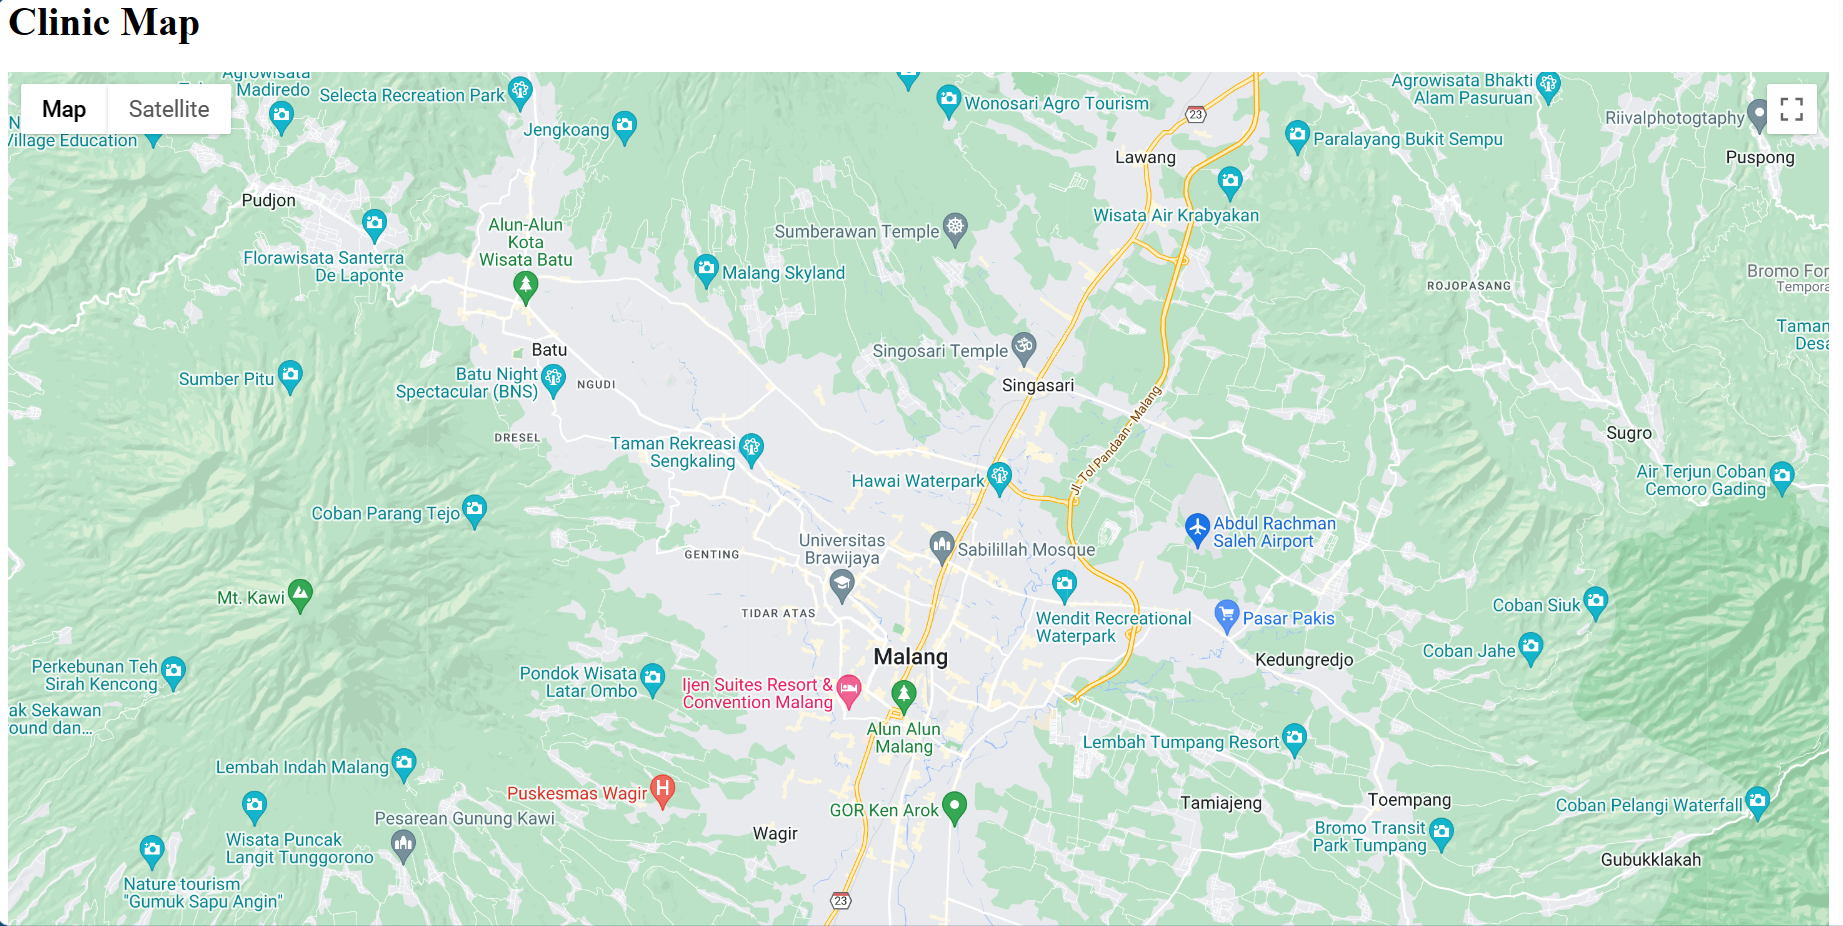 Clinic Map
Map
Satellite
Agrowisata
Madiredo
Village Education
Selecta Recreation Park
Jengkoang
Wonosari Agro Tourism
23
Lawang
Agrowisata Bhakti
Alam Pasuruan
Riivalphotogtaphy
Puspong
Paralayang Bukit Sempu
Pudjon
Wisata Air Krabyakan
Alun-Alun
Kota
Wisata Batu
Sumberawan Temple
Florawisata Santerra
De Laponte
Malang Skyland
ROJOPASANG
Bromo For
Tempora
Taman
Desa
Batu
Singosari Temple
Singasari
Sumber Pitu
Batu Night
Spectacular (BNS)
NGUDI
DRESEL
Jl. Tol Pandaan - Malang
Sugro
Taman Rekreasi
Sengkaling
Hawai Waterpark
Air Terjun Coban
Cemoro Gading
Coban Parang Tejo
Abdul Rachman
Saleh Airport
Universitas
Brawijaya
Sabilillah Mosque
GENTING
Mt. Kawi
TIDAR ATAS
Wendit Recreational
Waterpark
Pasar Pakis
Coban Siuk
Malang
Kedungredjo
Coban Jahe
Perkebunan Teh
Sirah Kencong
Pondok Wisata
Latar Ombo
Ijen Suites Resort &
Convention Malang
ak Sekawan
ound dan...
Alun Alun
Malang
Lembah Tumpang Resort
Lembah Indah Malang
Puskesmas Wagir
H
GOR Ken Arok
Tamiajeng
Toempang
Coban Pelangi Waterfall
Pesarean Gunung Kawi
Wagir
Wisata Puncak
Langit Tunggorono
Bromo Transit
Park Tumpang
Gubukklakah
Nature tourism
"Gumuk Sapu Angin"
23